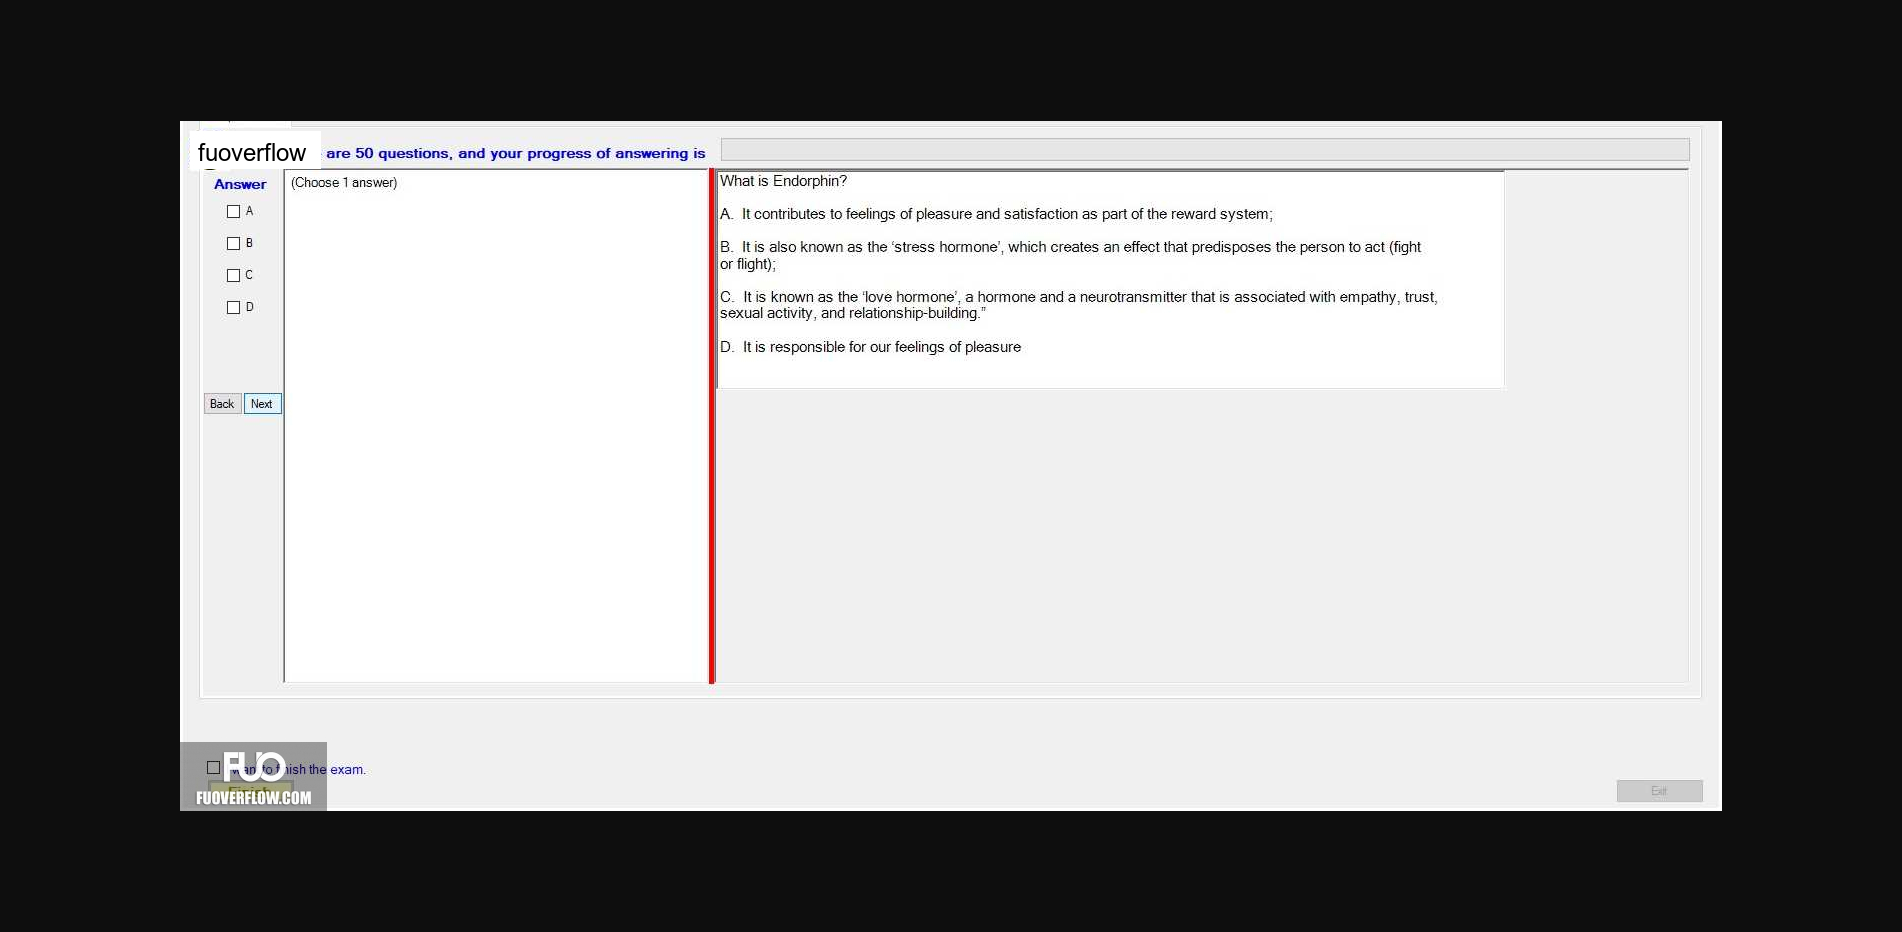 fuoverflow are 50 questions, and your progress of answering is
Answer
(Choose 1 answer)
A
B
C
D
Back Next
What is Endorphin?
A. It contributes to feelings of pleasure and satisfaction as part of the reward system;
B. It is also known as the ‘stress hormone’, which creates an effect that predisposes the person to act (fight
or flight);
C. It is known as the ‘love hormone’, a hormone and a neurotransmitter that is associated with empathy, trust,
sexual activity, and relationship-building.”
D. It is responsible for our feelings of pleasure
FUO
want to finish the exam.
Finish
FUOVERFLOW.COM
Exit